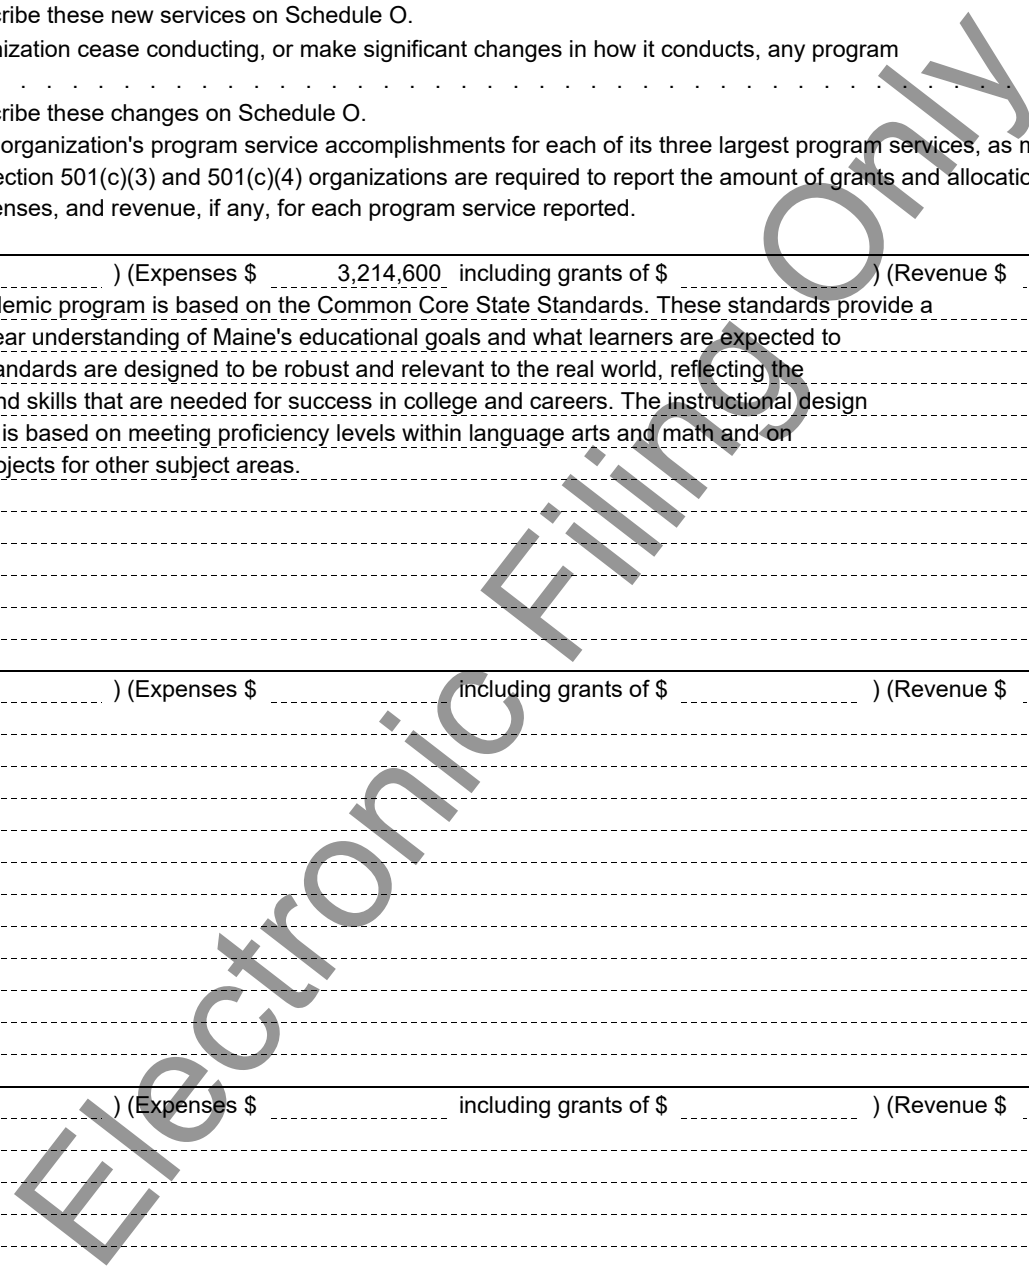 cribe these new services on Schedule O.
nization cease conducting, or make significant changes in how it conducts, any program
. . . . . . . . . . . . . . . . . . . . . . . . . . . . . . . . . . . . . . .
cribe these changes on Schedule O.
organization's program service accomplishments for each of its three largest program services, as m
ection 501(c)(3) and 501(c)(4) organizations are required to report the amount of grants and allocatio
enses, and revenue, if any, for each program service reported.
) (Expenses $ 3,214,600 including grants of $ ) (Revenue $
demic program is based on the Common Core State Standards. These standards provide a
ear understanding of Maine's educational goals and what learners are expected to
andards are designed to be robust and relevant to the real world, reflecting the
nd skills that are needed for success in college and careers. The instructional design
is based on meeting proficiency levels within language arts and math and on
ojects for other subject areas.
) (Expenses $ including grants of $ ) (Revenue $
) (Expenses $ including grants of $ ) (Revenue $
Electronic Filing Only